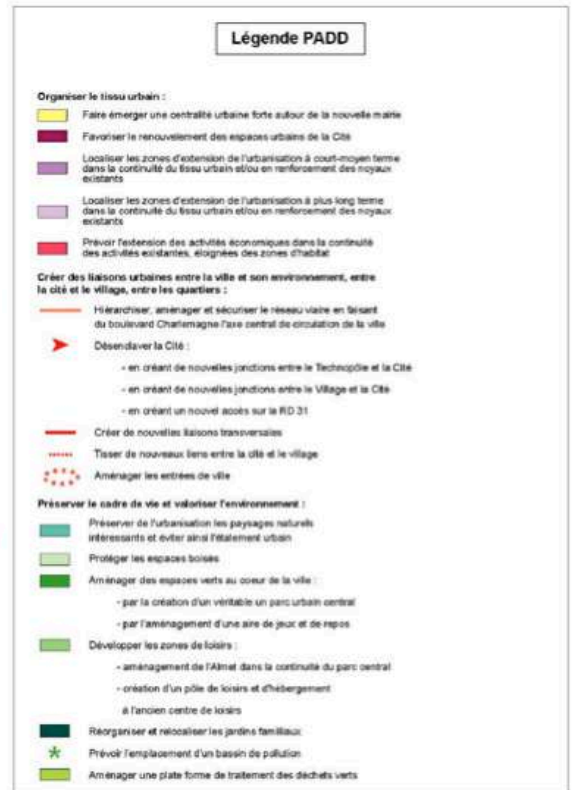 Légende PADD
Organiser le tissu urbain :
Faire émerger une centralité urbaine forte autour de la nouvelle mairie
Favoriser le renouvelement des espaces urbains de la Cité
Localiser les zones d'extension de l'urbanisation à court-moyen terme
dans la continuité du tissu urbain et/ou en renforcement des noyaux
existants
Localiser les zones d'extension de l'urbanisation à plus long terme
dans la continuité du tissu urbain et/ou en renforcement des noyaux
existants
Prévoir l'extension des activités économiques dans la continuité
des activités existantes, éloignées des zones d'habitat
Créer des liaisons urbaines entre la ville et son environnement, entre
la cité et le village, entre les quartiers :
Hiérarchiser, aménager et sécuriser le réseau viaire en faisant
du boulevard Charlemagne l'axe central de circulation de la ville
Désenclaver la Cité :
- en créant de nouvelles jonctions entre le Technopôle et la Cité
- en créant de nouvelles jonctions entre le Village et la Cité
- en créant un nouvel accès sur la RD 31
Créer de nouvelles liaisons transversales
Tisser de nouveaux liens entre la cité et le village
Aménager les entrées de ville
Préserver le cadre de vie et valoriser l'environnement :
Préserver de l'urbanisation les paysages naturels
intéressants et éviter ainsi l'étalement urbain
Protéger les espaces boisés
Aménager des espaces verts au coeur de la ville :
- par la création d'un véritable un parc urbain central
- par l'aménagement d'une aire de jeux et de repos
Développer les zones de loisirs :
- aménagement de l'Almet dans la continuité du parc central
- création d'un pôle de loisirs et d'hébergement
à l'ancien centre de loisirs
Réorganiser et relocaliser les jardins familiaux
Prévoir l'emplacement d'un bassin de pollution
Aménager une plate forme de traitement des déchets verts